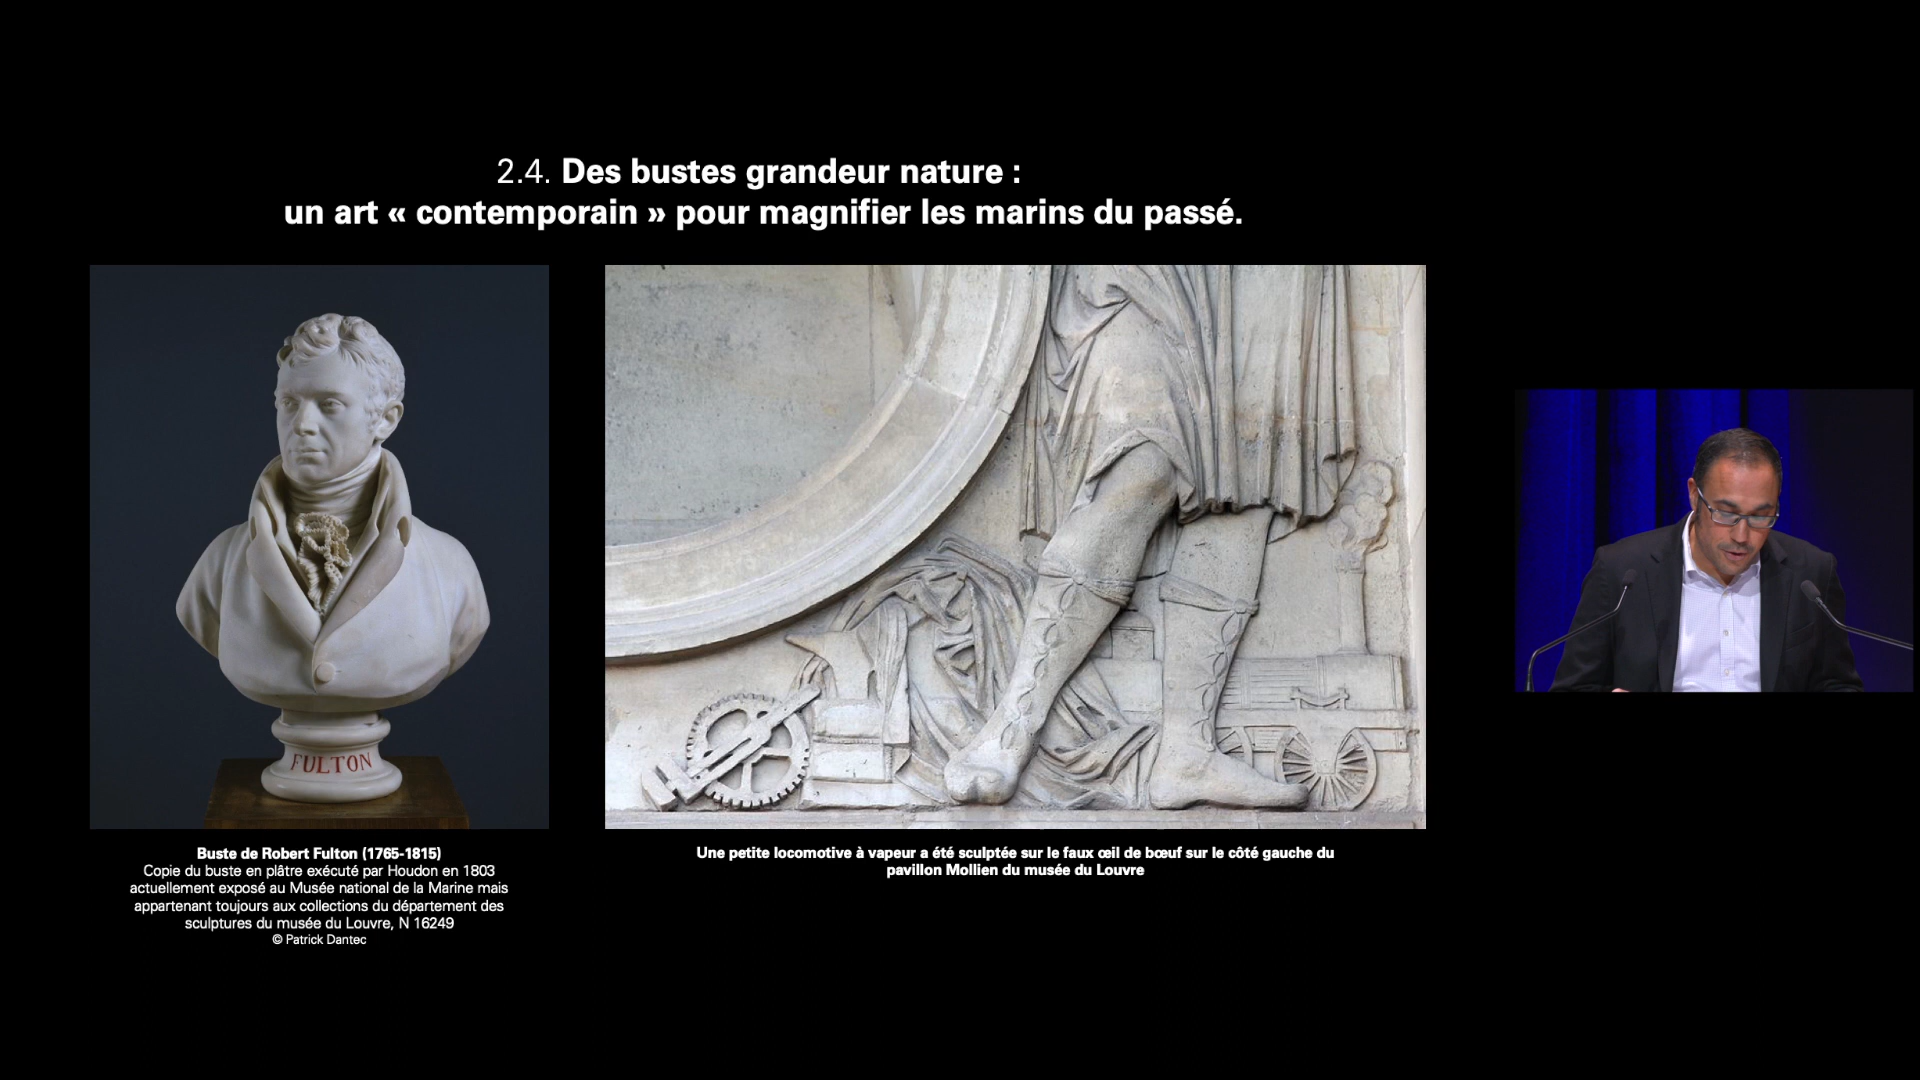 2.4. Des bustes grandeur nature :
un art « contemporain » pour magnifier les marins du passé.
FULTON
Buste de Robert Fulton (1765-1815)
Copie du buste en plâtre exécuté par Houdon en 1803
actuellement exposé au Musée national de la Marine mais
appartenant toujours aux collections du département des
sculptures du musée du Louvre, N 16249
© Patrick Dantec
Une petite locomotive à vapeur a été sculptée sur le faux œil de bœuf sur le côté gauche du
pavillon Mollien du musée du Louvre